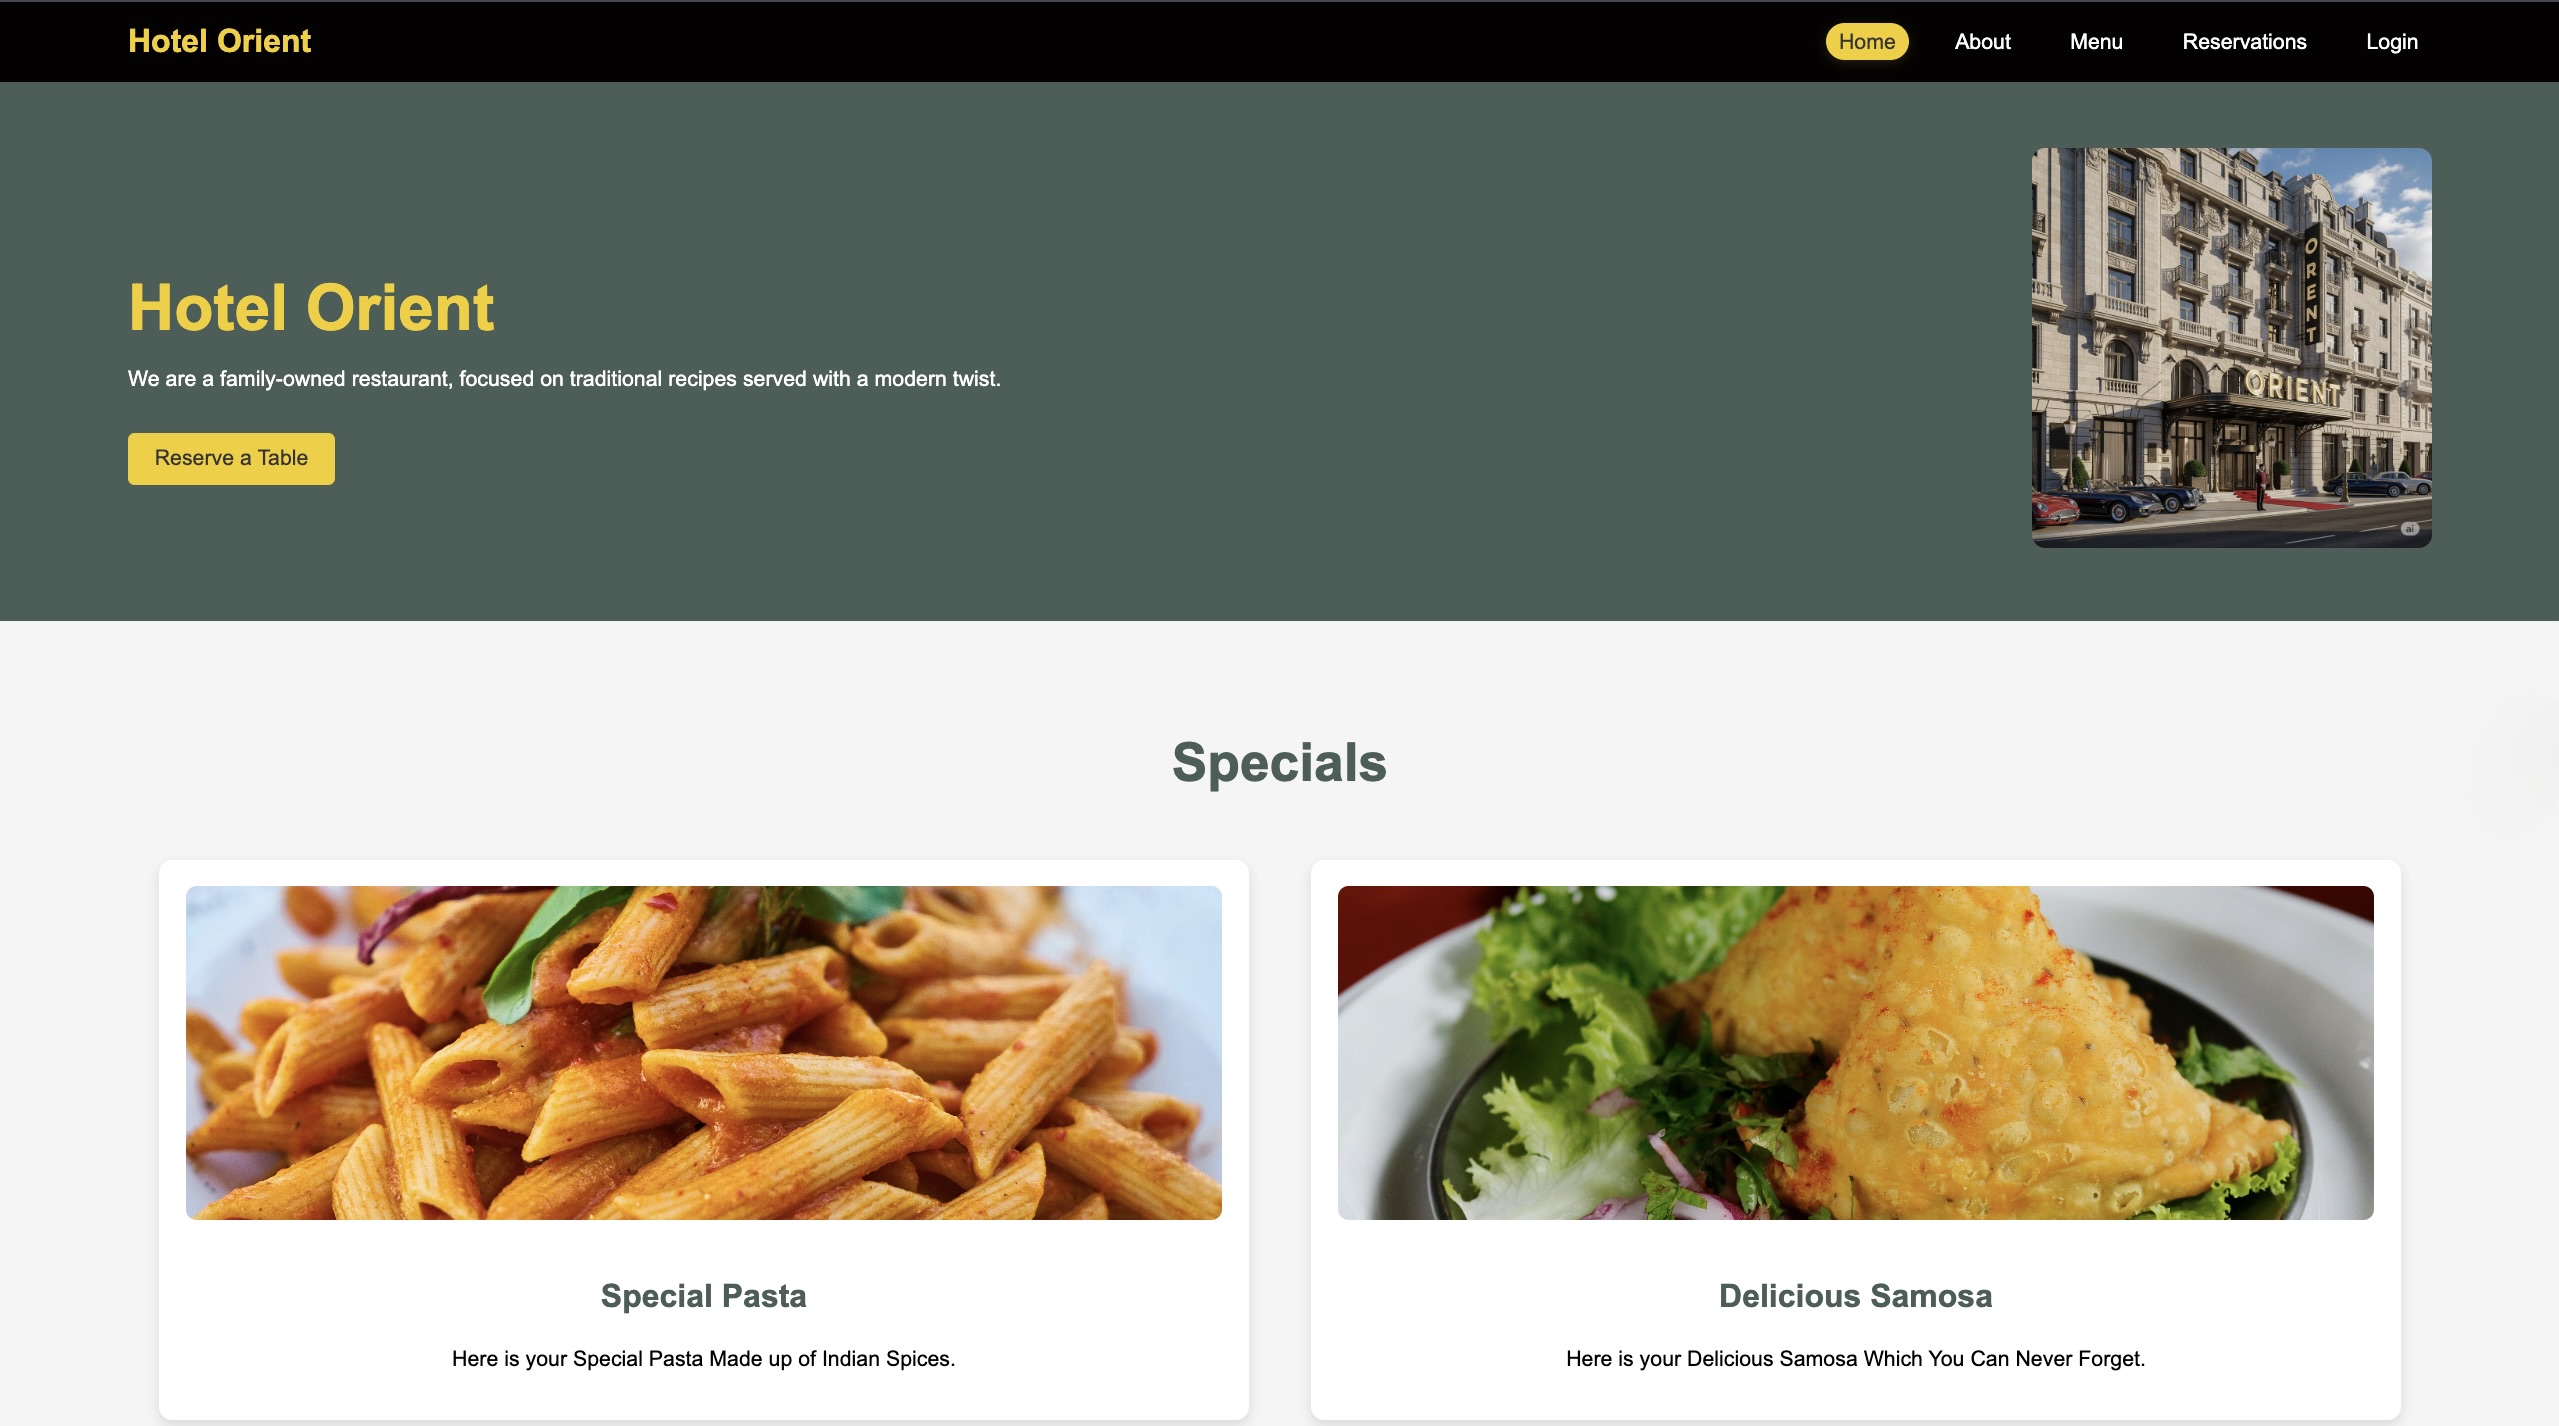 Hotel Orient
Home About Menu Reservations Login
Hotel Orient
We are a family-owned restaurant, focused on traditional recipes served with a modern twist.
Reserve a Table
ORENT
ORIENT
ai
Specials
Special Pasta
Here is your Special Pasta Made up of Indian Spices.
Delicious Samosa
Here is your Delicious Samosa Which You Can Never Forget.